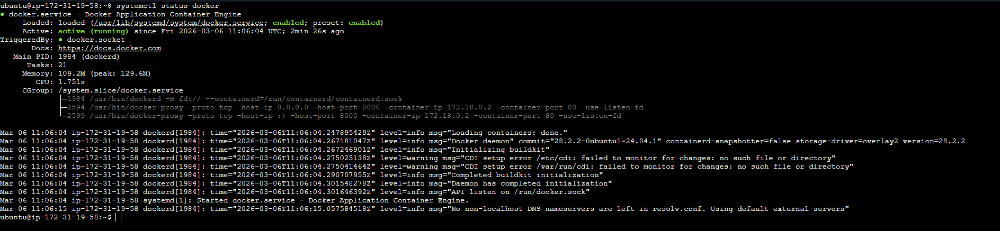 ubuntu@ip-172-31-19-58:~$ systemctl status docker
● docker.service - Docker Application Container Engine
     Loaded: loaded (/usr/lib/systemd/system/docker.service; enabled; preset: enabled)
     Active: active (running) since Fri 2026-03-06 11:06:04 UTC; 2min 26s ago
TriggeredBy: ● docker.socket
       Docs: https://docs.docker.com
   Main PID: 1984 (dockerd)
      Tasks: 21
     Memory: 109.2M (peak: 129.6M)
        CPU: 1.751s
     CGroup: /system.slice/docker.service
             ├─1984 /usr/bin/dockerd -H fd:// --containerd=/run/containerd/containerd.sock
             ├─2594 /usr/bin/docker-proxy -proto tcp -host-ip 0.0.0.0 -host-port 8000 -container-ip 172.18.0.2 -container-port 80 -use-listen-fd
             └─2599 /usr/bin/docker-proxy -proto tcp -host-ip :: -host-port 8000 -container-ip 172.18.0.2 -container-port 80 -use-listen-fd

Mar 06 11:06:04 ip-172-31-19-58 dockerd[1984]: time="2026-03-06T11:06:04.247895429Z" level=info msg="Loading containers: done."
Mar 06 11:06:04 ip-172-31-19-58 dockerd[1984]: time="2026-03-06T11:06:04.267181047Z" level=info msg="Docker daemon" commit="28.2.2-0ubuntu1~24.04.1" containerd-snapshotter=false storage-driver=overlay2 version=28.2.2
Mar 06 11:06:04 ip-172-31-19-58 dockerd[1984]: time="2026-03-06T11:06:04.267246901Z" level=info msg="Initializing buildkit"
Mar 06 11:06:04 ip-172-31-19-58 dockerd[1984]: time="2026-03-06T11:06:04.275025138Z" level=warning msg="CDI setup error /etc/cdi: failed to monitor for changes: no such file or directory"
Mar 06 11:06:04 ip-172-31-19-58 dockerd[1984]: time="2026-03-06T11:06:04.275041464Z" level=warning msg="CDI setup error /var/run/cdi: failed to monitor for changes: no such file or directory"
Mar 06 11:06:04 ip-172-31-19-58 dockerd[1984]: time="2026-03-06T11:06:04.290707955Z" level=info msg="Completed buildkit initialization"
Mar 06 11:06:04 ip-172-31-19-58 dockerd[1984]: time="2026-03-06T11:06:04.301548278Z" level=info msg="Daemon has completed initialization"
Mar 06 11:06:04 ip-172-31-19-58 dockerd[1984]: time="2026-03-06T11:06:04.301646392Z" level=info msg="API listen on /run/docker.sock"
Mar 06 11:06:04 ip-172-31-19-58 systemd[1]: Started docker.service - Docker Application Container Engine.
Mar 06 11:06:15 ip-172-31-19-58 dockerd[1984]: time="2026-03-06T11:06:15.057584518Z" level=info msg="No non-localhost DNS nameservers are left in resolv.conf. Using default external servers"
ubuntu@ip-172-31-19-58:~$